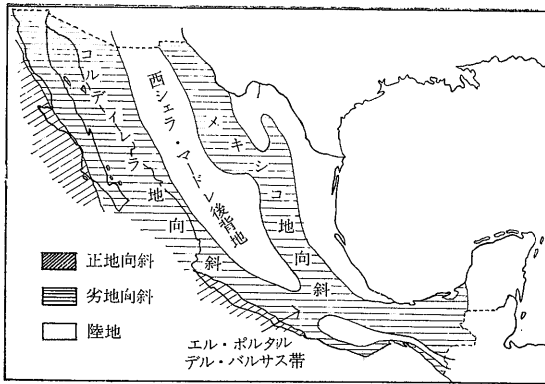 コルディイレラ地向斜
西シェラ・マードレ後背地
メキシコ地向斜
正地向斜
劣地向斜
陸地
エル・ポルタル
デル・バルサス帯